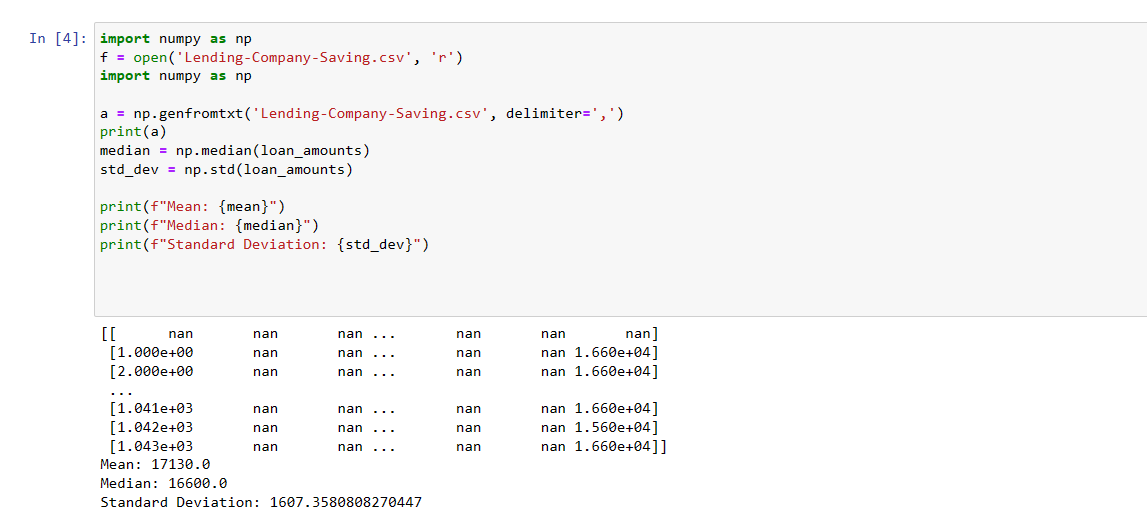 In [4]: import numpy as np
f = open('Lending-Company-Saving.csv', 'r')
import numpy as np
a = np.genfromtxt('Lending-Company-Saving.csv', delimiter=',')
print(a)
median = np.median(loan_amounts)
std_dev = np.std(loan_amounts)
print(f"Mean: {mean}")
print(f"Median: {median}")
print(f"Standard Deviation: {std_dev}")
[[      nan       nan       nan ...       nan       nan       nan]
 [1.000e+00       nan       nan ...       nan       nan 1.660e+04]
 [2.000e+00       nan       nan ...       nan       nan 1.660e+04]
 ...
 [1.041e+03       nan       nan ...       nan       nan 1.660e+04]
 [1.042e+03       nan       nan ...       nan       nan 1.560e+04]
 [1.043e+03       nan       nan ...       nan       nan 1.660e+04]]
Mean: 17130.0
Median: 16600.0
Standard Deviation: 1607.3580808270447